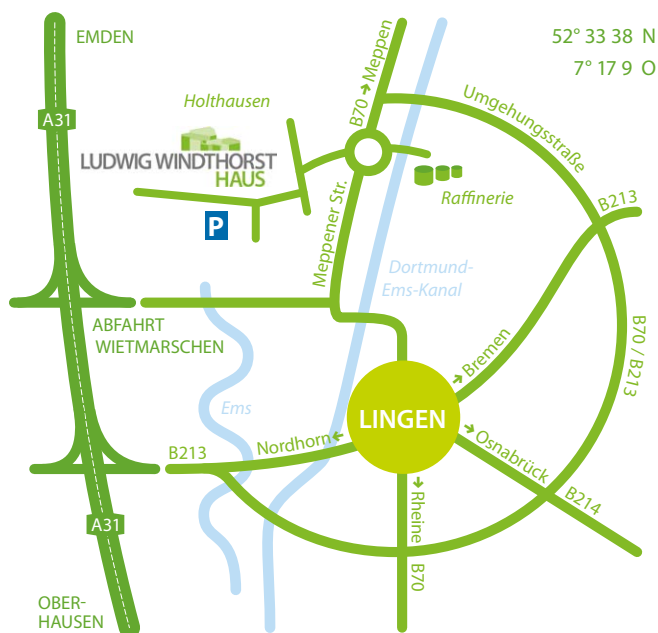 EMDEN
52° 33 38 N
7° 17 9 O
A31
Holthausen
B70 → Meppen
Umgehungsstraße
LUDWIG WINDTHORST
HAUS
P
Raffinerie
B213
Meppener Str.
Dortmund-
Ems-Kanal
ABFAHRT
WIETMARSCHEN
B70 / B213
→ Bremen
Ems
LINGEN
B213
Nordhorn ←
→ Osnabrück
B214
→ Rheine
B70
A31
OBER-
HAUSEN